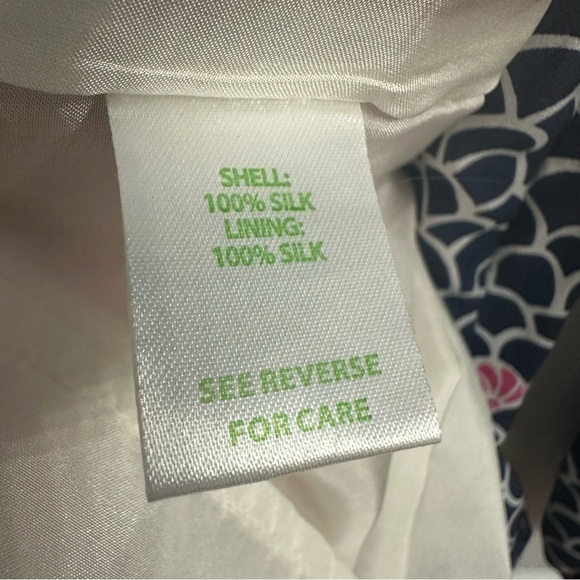 SHELL:
100% SILK
LINING:
100% SILK
SEE REVERSE
FOR CARE